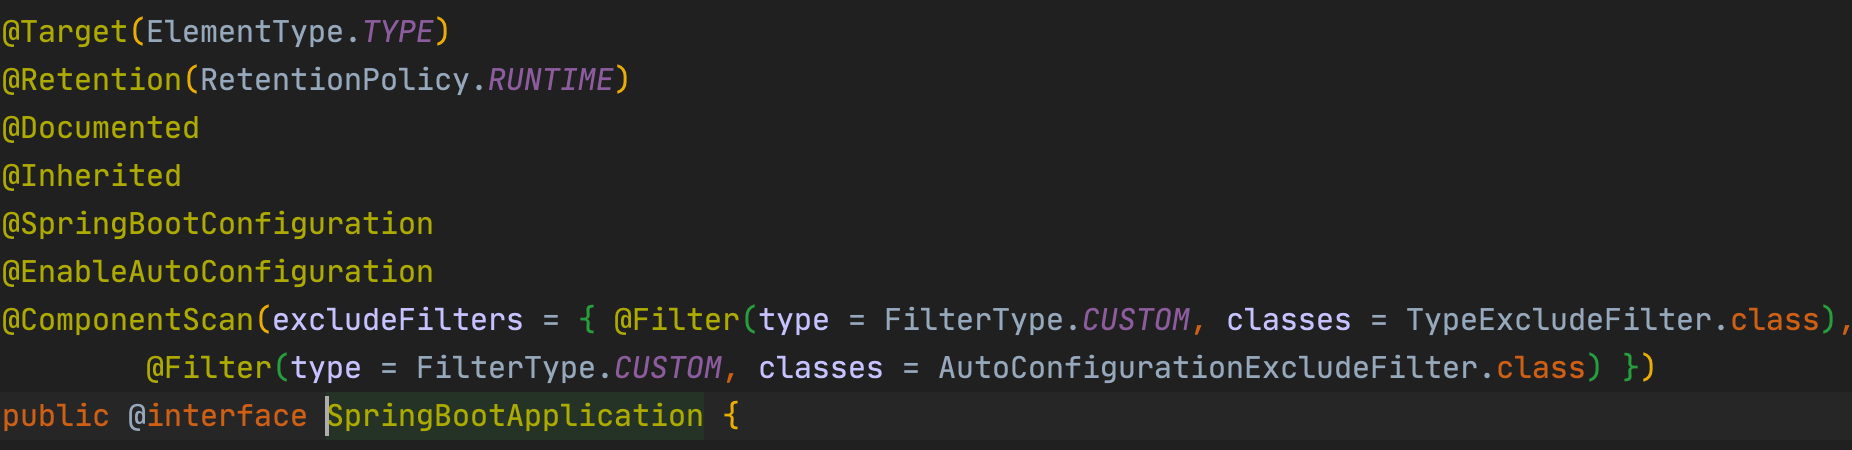 @Target(ElementType.TYPE)
@Retention(RetentionPolicy.RUNTIME)
@Documented
@Inherited
@SpringBootConfiguration
@EnableAutoConfiguration
@ComponentScan(excludeFilters = { @Filter(type = FilterType.CUSTOM, classes = TypeExcludeFilter.class),
        @Filter(type = FilterType.CUSTOM, classes = AutoConfigurationExcludeFilter.class) })
public @interface SpringBootApplication {